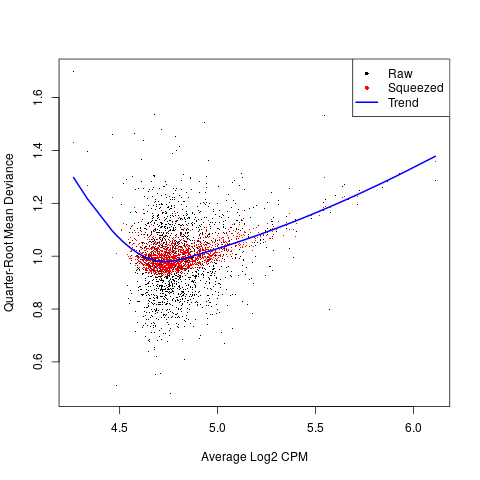 Raw
Squeezed
Trend
Quarter-Root Mean Deviance
1.6
1.4
1.2
1.0
0.8
0.6
4.5 5.0 5.5 6.0
Average Log2 CPM